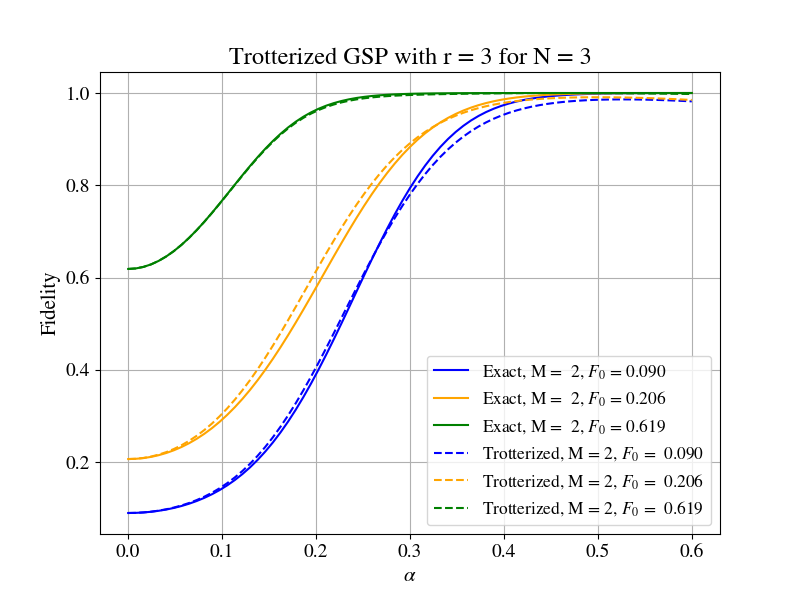 Trotterized GSP with r = 3 for N = 3
Fidelity
1.0
0.8
0.6
0.4
0.2
Exact, M = 2, F₀ = 0.090
Exact, M = 2, F₀ = 0.206
Exact, M = 2, F₀ = 0.619
Trotterized, M = 2, F₀ = 0.090
Trotterized, M = 2, F₀ = 0.206
Trotterized, M = 2, F₀ = 0.619
0.0 0.1 0.2 0.3 0.4 0.5 0.6
α